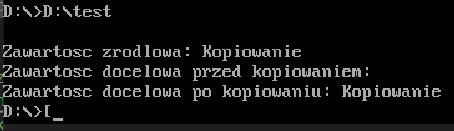 D:\>D:\test
Zawartosc zrodlowa: Kopiowanie
Zawartosc docelowa przed kopiowaniem:
Zawartosc docelowa po kopiowaniu: Kopiowanie
D:\>[_